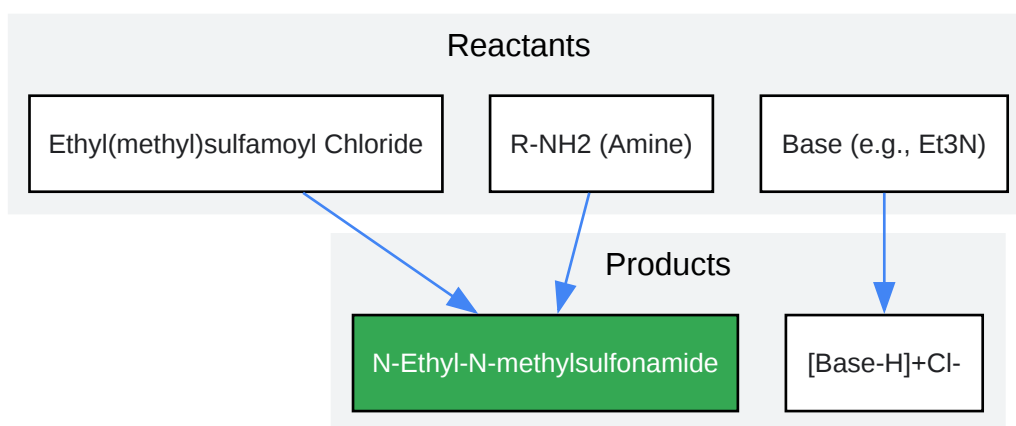 Reactants
Ethyl(methyl)sulfamoyl Chloride
R-NH2 (Amine)
Base (e.g., Et3N)
Products
N-Ethyl-N-methylsulfonamide
[Base-H]+Cl-